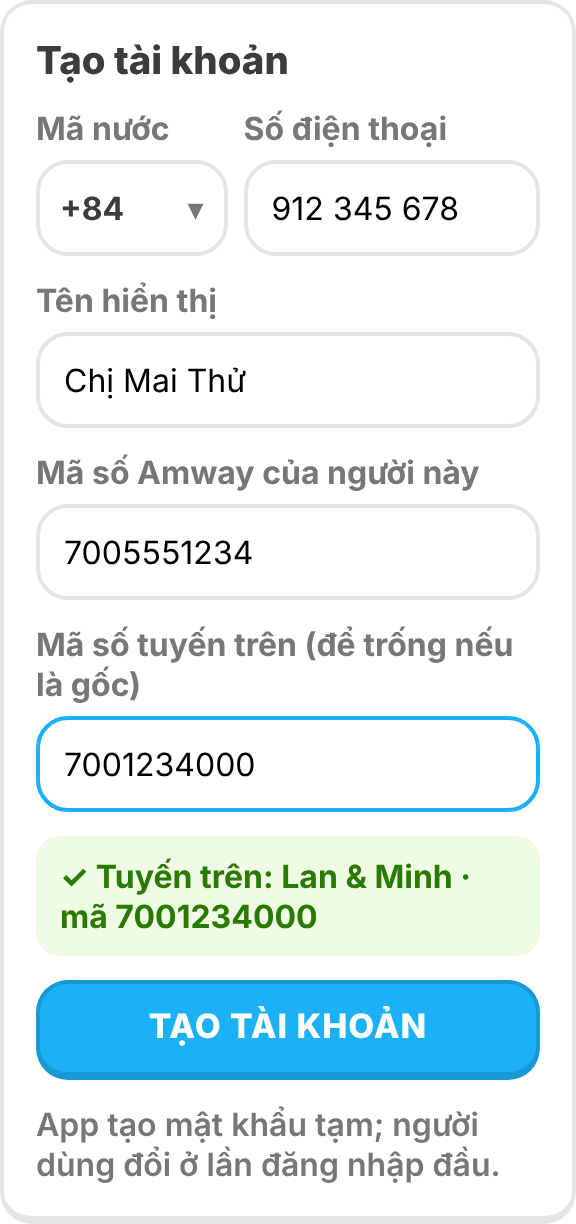 Tạo tài khoản
Mã nước
Số điện thoại
+84 ▼
912 345 678
Tên hiển thị
Chị Mai Thử
Mã số Amway của người này
7005551234
Mã số tuyến trên (để trống nếu
là gốc)
7001234000
✓ Tuyến trên: Lan & Minh ·
mã 7001234000
TẠO TÀI KHOẢN
App tạo mật khẩu tạm; người
dùng đổi ở lần đăng nhập đầu.